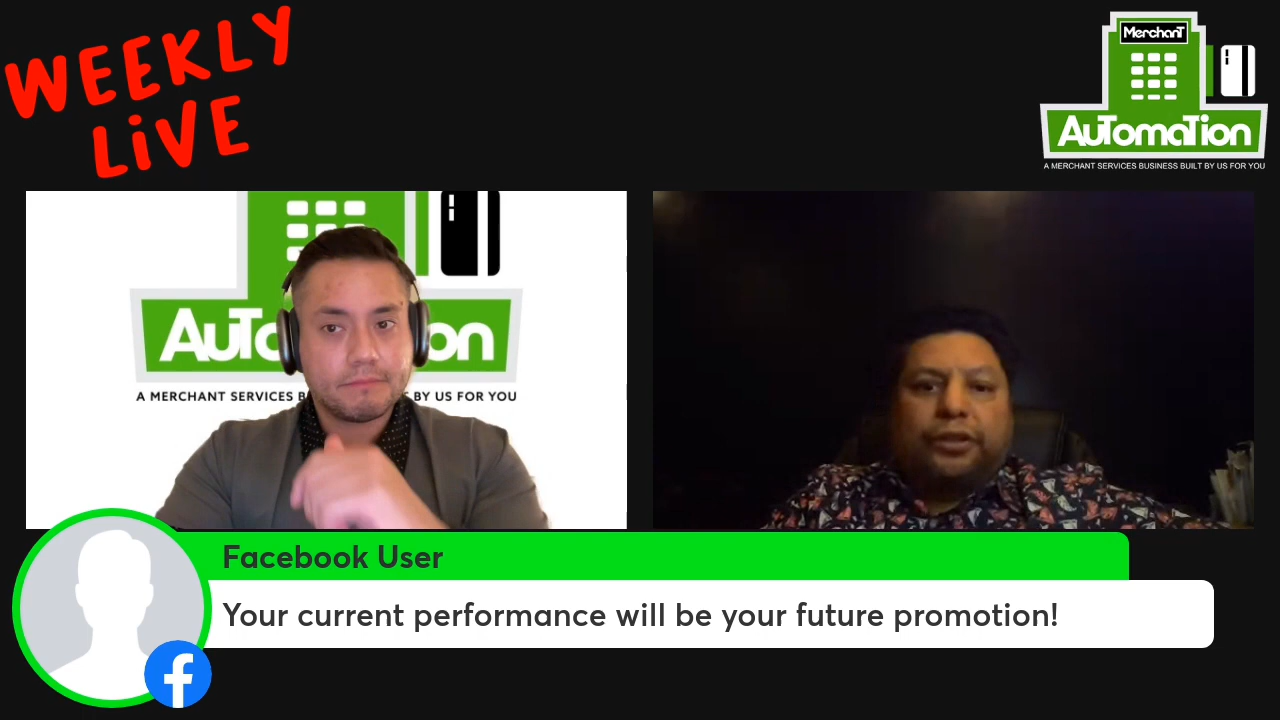 WEEKLY
LiVE
MerchanT
AuTomaTion
A MERCHANT SERVICES BUSINESS BUILT BY US FOR YOU
AuTo on
A MERCHANT SERVICES B BY US FOR YOU
Facebook User
Your current performance will be your future promotion!